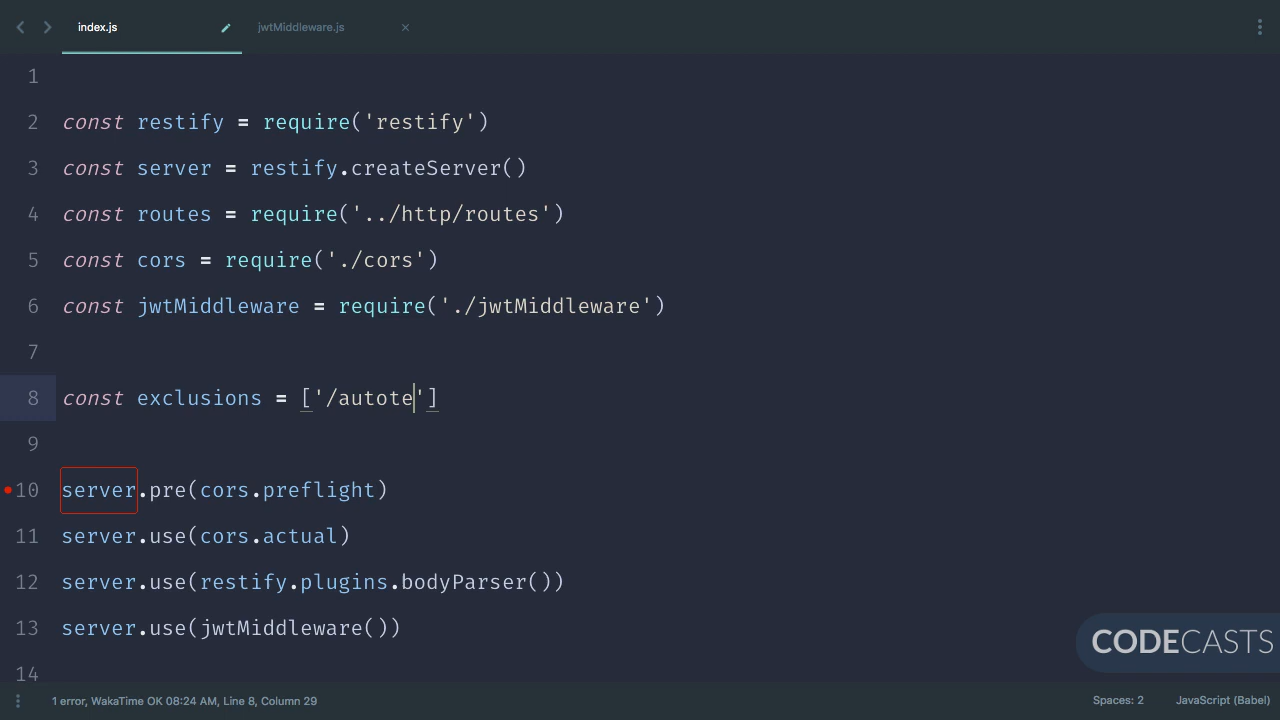 index.js jwtMiddleware.js
1
2 const restify = require('restify')
3 const server = restify.createServer()
4 const routes = require('../http/routes')
5 const cors = require('./cors')
6 const jwtMiddleware = require('./jwtMiddleware')
7
8 const exclusions = ['/autote']
9
10 server.pre(cors.preflight)
11 server.use(cors.actual)
12 server.use(restify.plugins.bodyParser())
13 server.use(jwtMiddleware())
CODECASTS
14
1 error, WakaTime OK 08:24 AM, Line 8, Column 29 Spaces: 2 JavaScript (Babel)